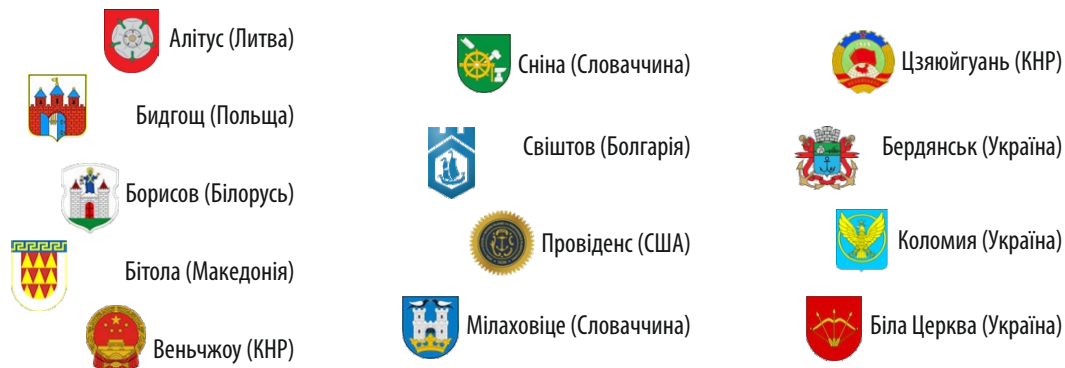 Алітус (Литва)
Бидгощ (Польща)
Борисов (Білорусь)
Бітола (Македонія)
Веньчжоу (КНР)
Сніна (Словаччина)
Свіштов (Болгарія)
Провіденс (США)
Мілаховіце (Словаччина)
Цзяюйгуань (КНР)
Бердянськ (Україна)
Коломия (Україна)
Біла Церква (Україна)